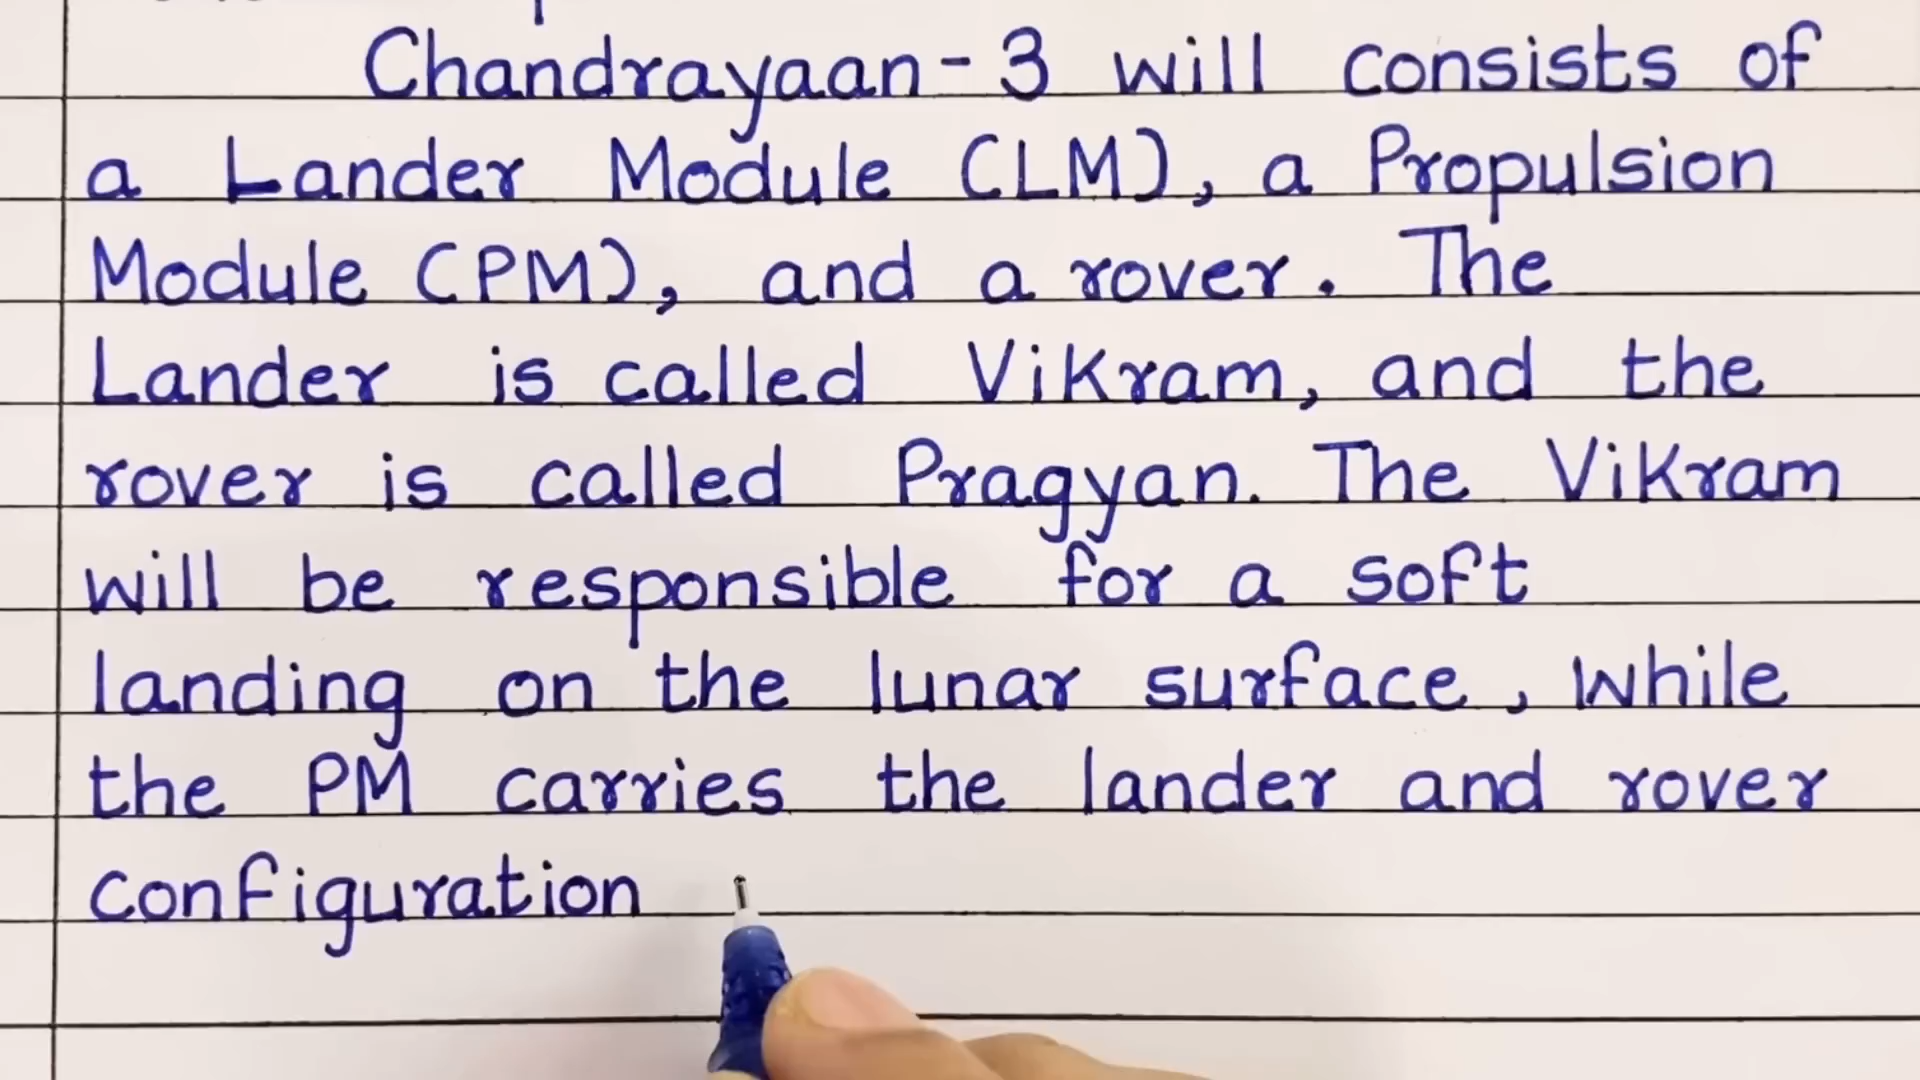 Chandrayaan-3 will consists of
a Lander Module (LM), a Propulsion
Module (PM), and a rover. The
Lander is called Vikram, and the
rover is called Pragyan. The Vikram
will be responsible for a soft
landing on the lunar surface, While
the PM carries the lander and rover
configuration